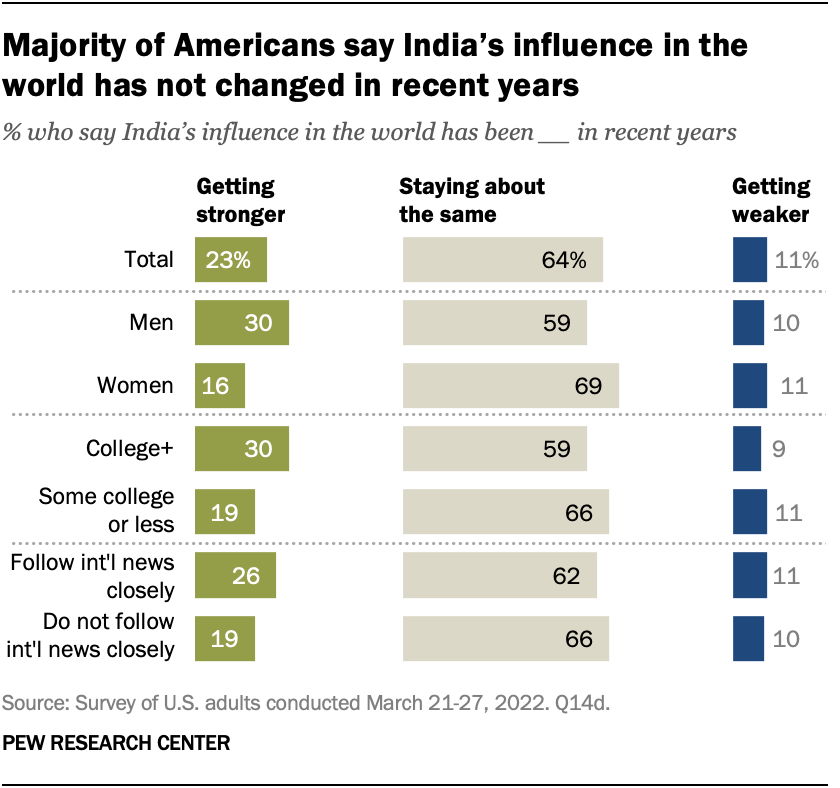 Majority of Americans say India’s influence in the
world has not changed in recent years
% who say India’s influence in the world has been __ in recent years
Getting
stronger
Staying about
the same
Getting
weaker
Total 23% 64% 11%
Men 30 59 10
Women 16 69 11
College+ 30 59 9
Some college
or less 19 66 11
Follow int'l news
closely 26 62 11
Do not follow
int'l news closely 19 66 10
Source: Survey of U.S. adults conducted March 21-27, 2022. Q14d.
PEW RESEARCH CENTER